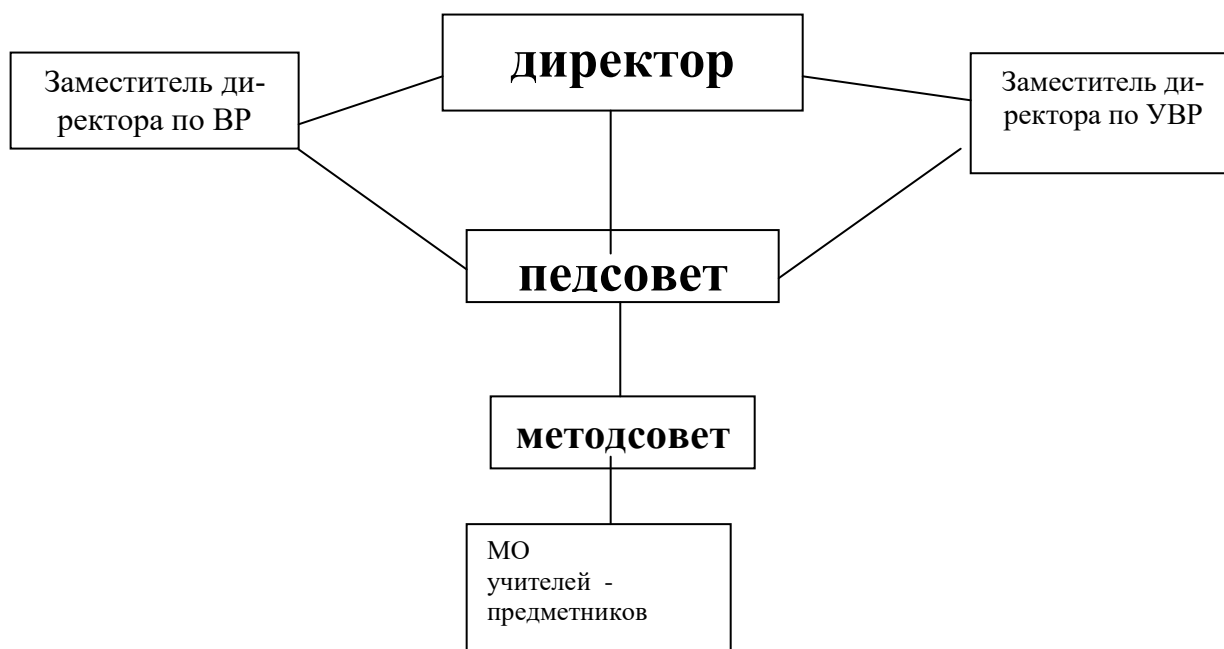 директор
Заместитель ди-
ректора по ВР
Заместитель ди-
ректора по УВР
педсовет
методсовет
МО
учителей -
предметников